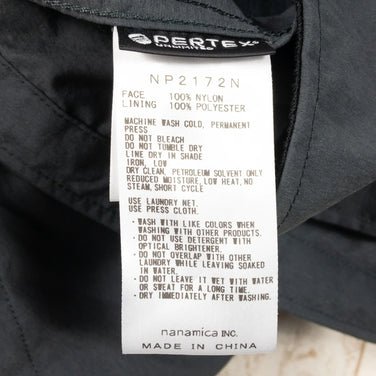 PERTEX®
UNLIMITED
NP2172N
FACE 100% NYLON
LINING 100% POLYESTER
MACHINE WASH COLD, PERMANENT
PRESS
DO NOT BLEACH
DO NOT TUMBLE DRY
LINE DRY IN SHADE
IRON, LOW
DRY CLEAN, PETROLEUM SOLVENT ONLY
REDUCED MOISTURE, LOW HEAT, NO
STEAM, SHORT CYCLE
USE LAUNDRY NET.
USE PRESS CLOTH.
・WASH WITH LIKE COLORS WHEN
WASHING WITH OTHER PRODUCTS.
・DO NOT USE DETERGENT WITH
OPTICAL BRIGHTENER.
・DO NOT OVERLAP WITH OTHER
LAUNDRY WHILE LEAVING SOAKED
IN WATER.
・DO NOT LEAVE IT WET WITH WATER
OR SWEAT FOR A LONG TIME.
・DRY IMMEDIATELY AFTER WASHING.
nanamica INC.
MADE IN CHINA